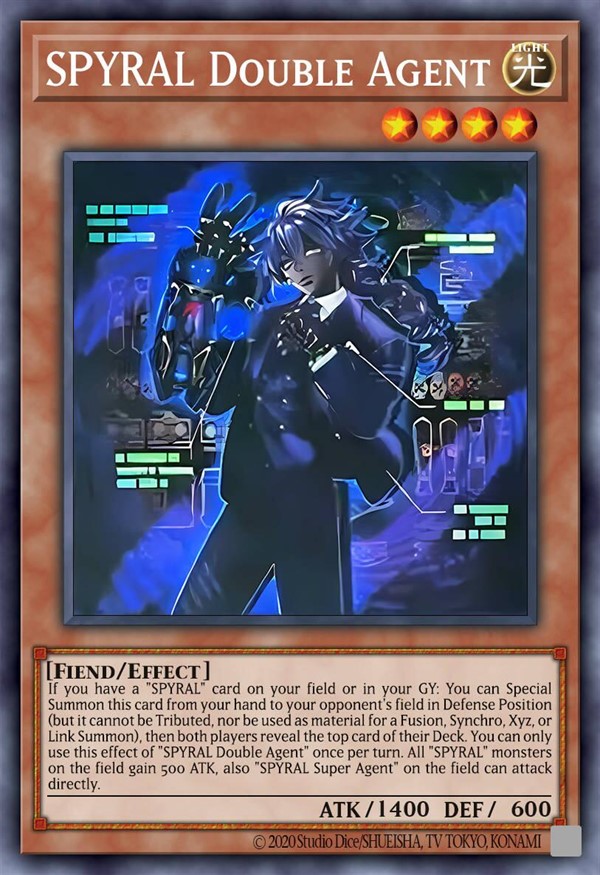 SPYRAL Double Agent
LIGHT
光
[Fiend/Effect]
If you have a "SPYRAL" card on your field or in your GY: You can Special
Summon this card from your hand to your opponent's field in Defense Position
(but it cannot be Tributed, nor be used as material for a Fusion, Synchro, Xyz, or
Link Summon), then both players reveal the top card of their Deck. You can only
use this effect of "SPYRAL Double Agent" once per turn. All "SPYRAL" monsters
on the field gain 500 ATK, also "SPYRAL Super Agent" on the field can attack
directly.
ATK/1400 DEF/ 600
©2020 Studio Dice/SHUEISHA, TV TOKYO, KONAMI